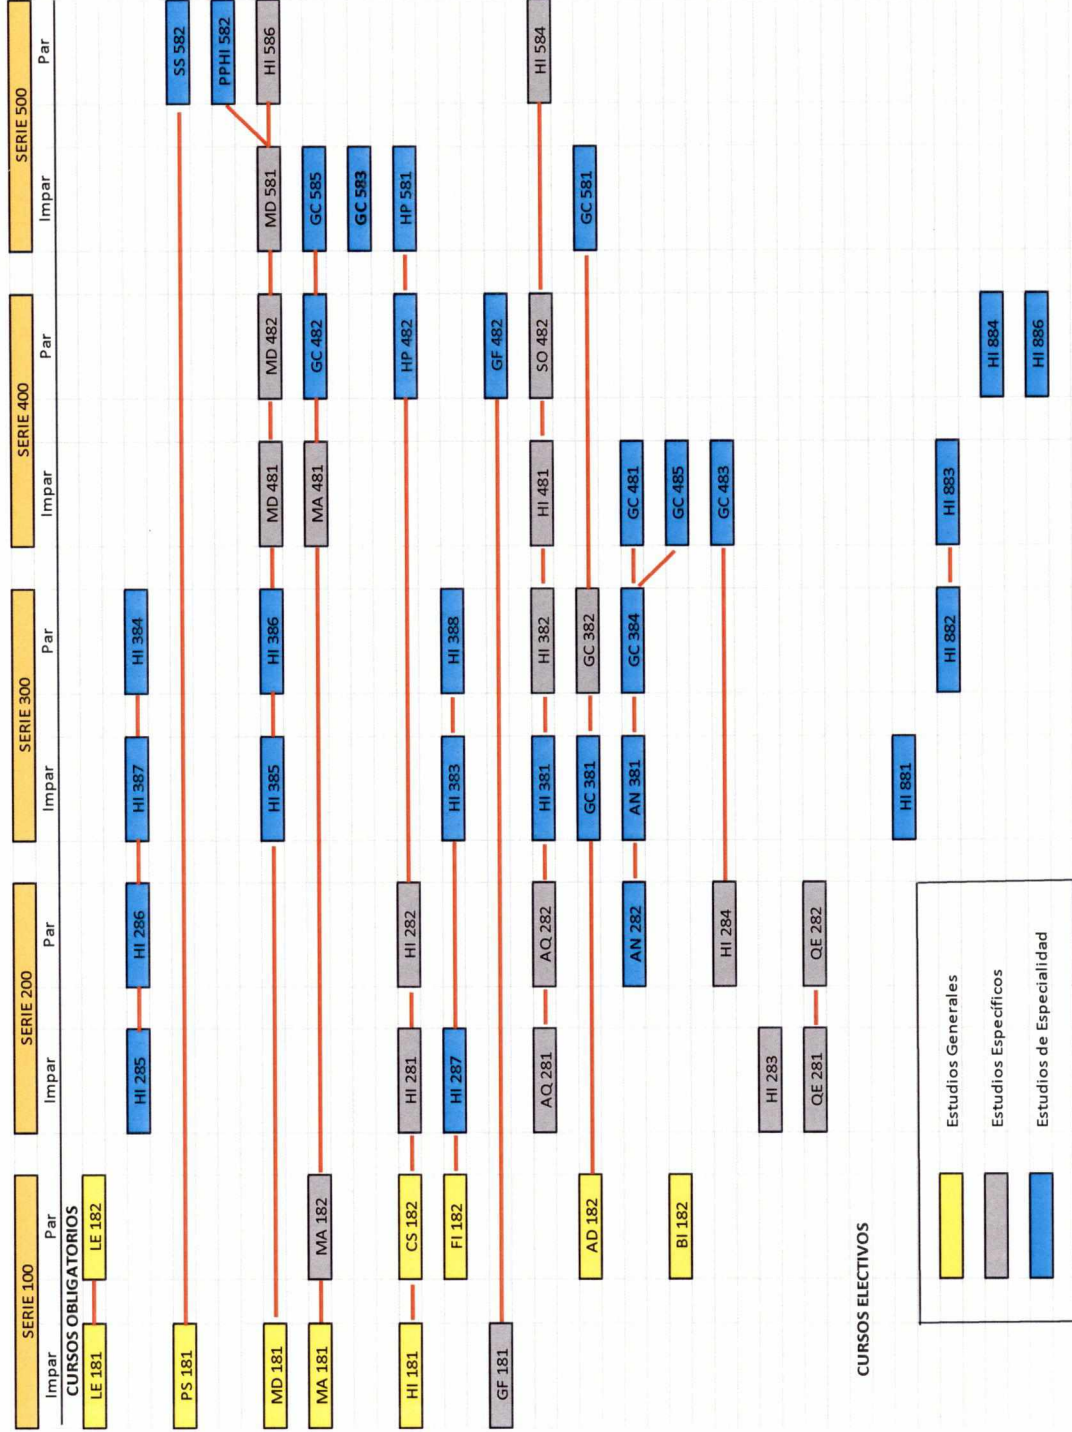 SERIE 100 SERIE 200 SERIE 300 SERIE 400 SERIE 500
Impar Par Impar Par Impar Par Impar Par Impar Par
CURSOS OBLIGATORIOS
LE 181 LE 182
HI 285 HI 286 HI 387 HI 384
PS 181 SS 582
PPHI 582
MD 181 HI 385 HI 386 MD 481 MD 482 MD 581 HI 586
MA 181 MA 182 MA 481 GC 482 GC 585
GC 583
HI 181 CS 182 HI 281 HI 282 HP 482 HP 581
FI 182 HI 287 HI 383 HI 388
GF 181 GF 482
AQ 281 AQ 282 HI 381 HI 382 HI 481 SO 482 HI 584
AD 182 GC 381 GC 382 GC 581
AN 282 AN 381 GC 384 GC 481
BI 182 GC 485
HI 284 GC 483
HI 283
QE 281 QE 282
CURSOS ELECTIVOS
HI 881
HI 882 HI 883
HI 884
HI 886
Estudios Generales
Estudios Específicos
Estudios de Especialidad